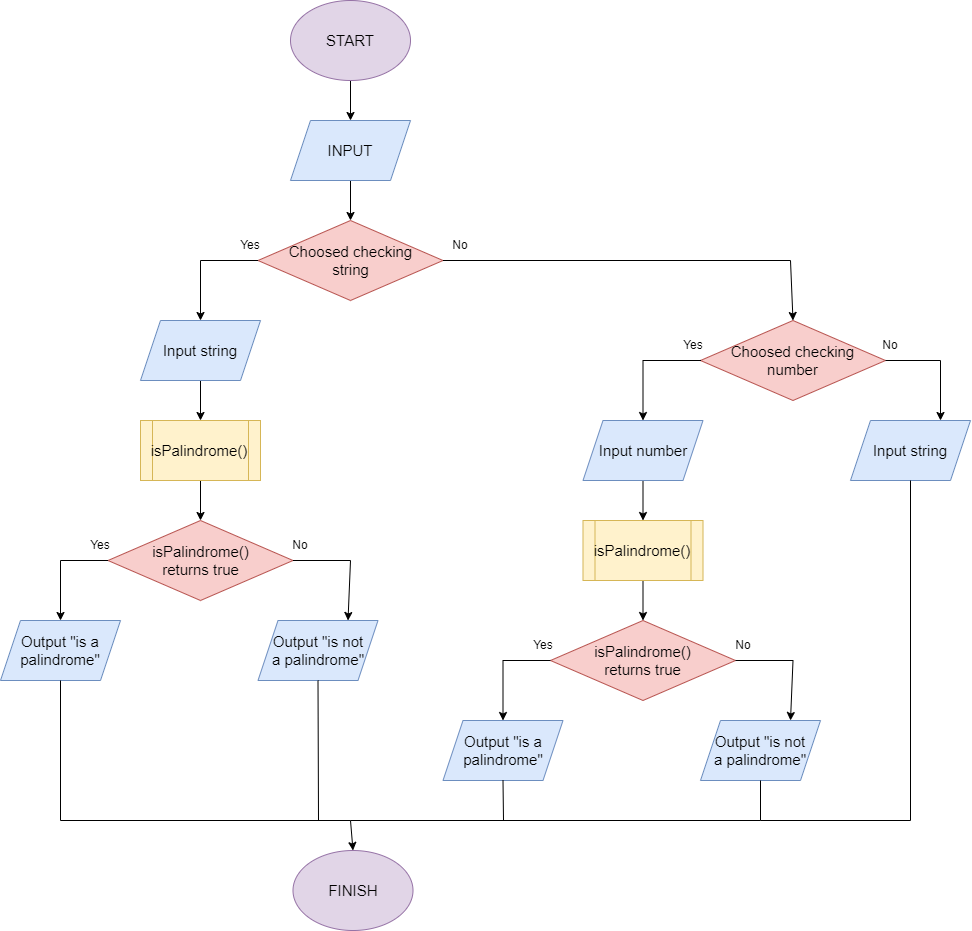 START
INPUT
Choosed checking
string
Yes
No
Input string
isPalindrome()
isPalindrome()
returns true
Yes
No
Output "is a
palindrome"
Output "is not
a palindrome"
Choosed checking
number
Yes
No
Input number
Input string
isPalindrome()
isPalindrome()
returns true
Yes
No
Output "is a
palindrome"
Output "is not
a palindrome"
FINISH